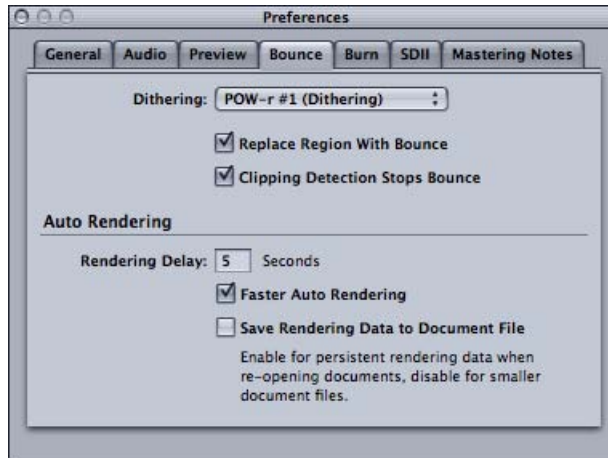 Preferences
General Audio Preview Bounce Burn SDII Mastering Notes
Dithering: POW-r #1 (Dithering)
Replace Region With Bounce
Clipping Detection Stops Bounce
Auto Rendering
Rendering Delay: 5 Seconds
Faster Auto Rendering
Save Rendering Data to Document File
Enable for persistent rendering data when
re-opening documents, disable for smaller
document files.